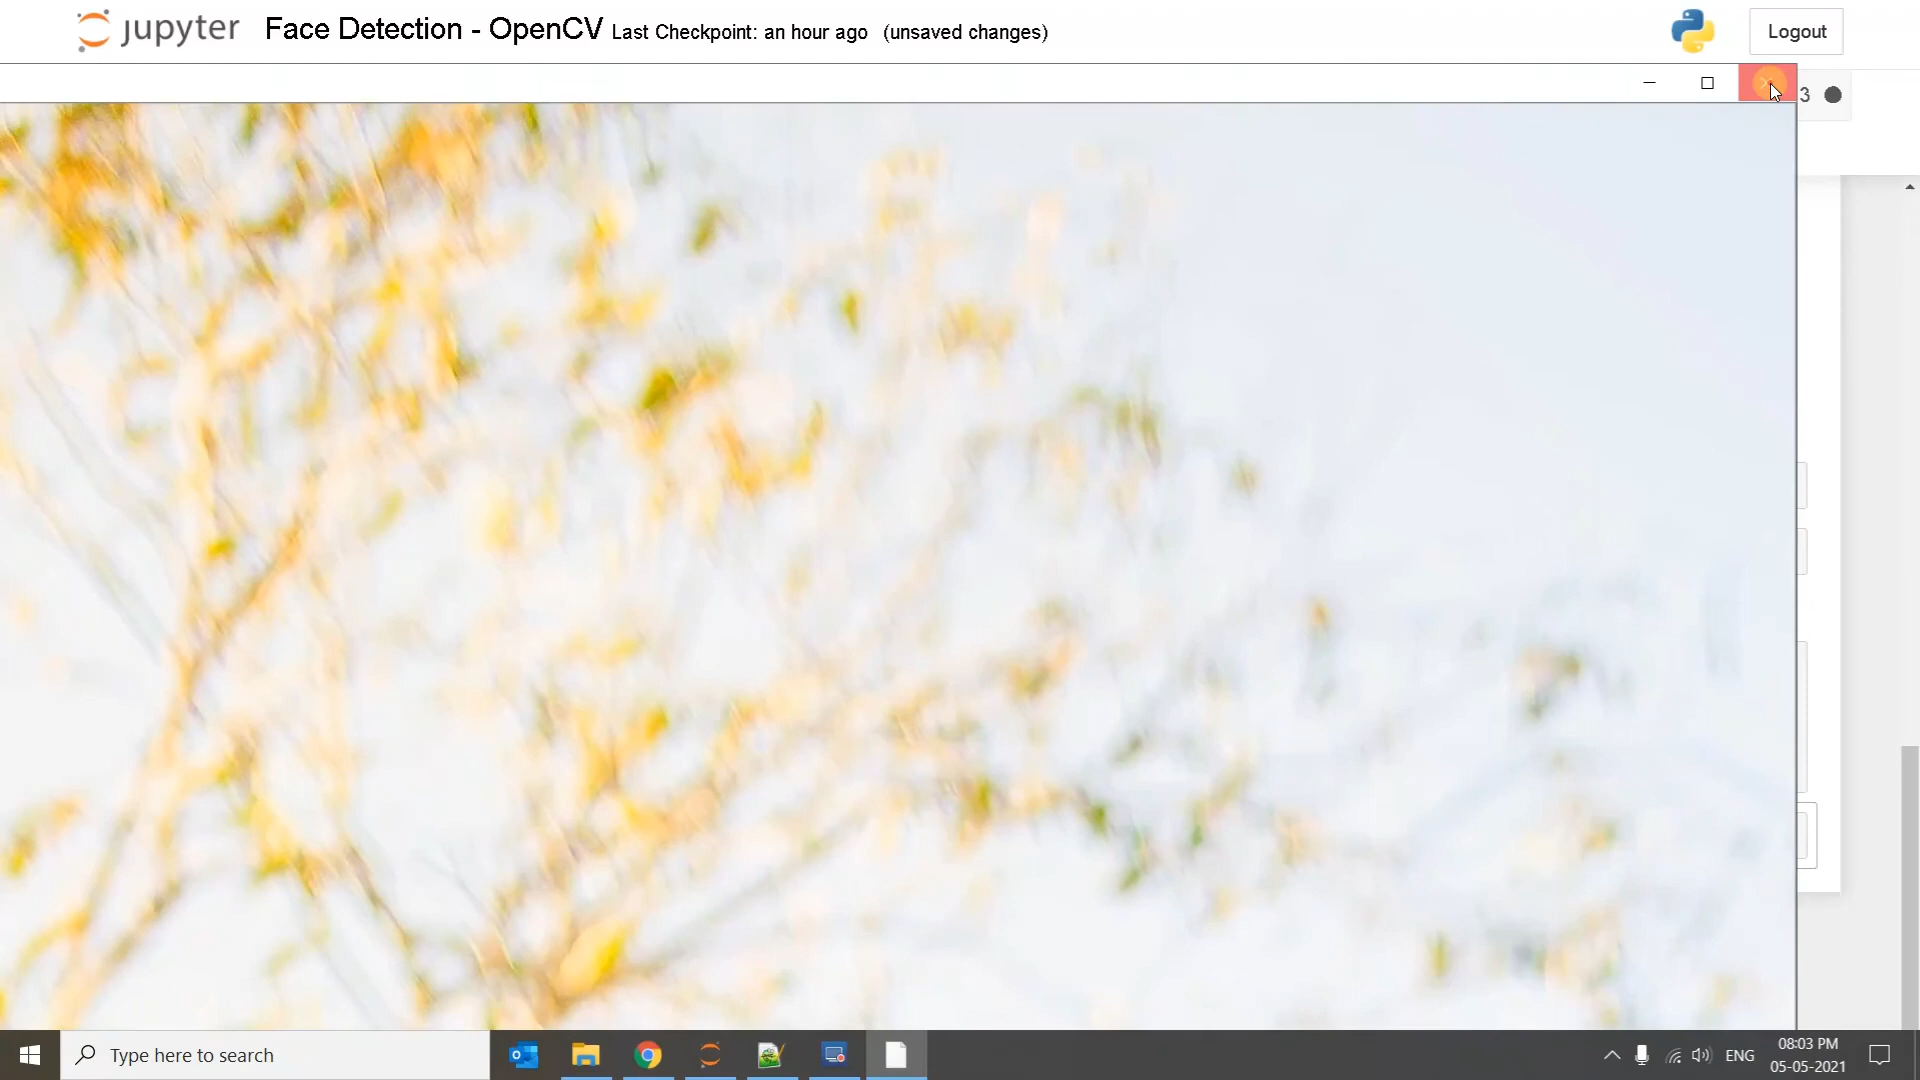 jupyter Face Detection - OpenCV Last Checkpoint: an hour ago (unsaved changes)
Logout
3
Type here to search
ENG
08:03 PM
05-05-2021